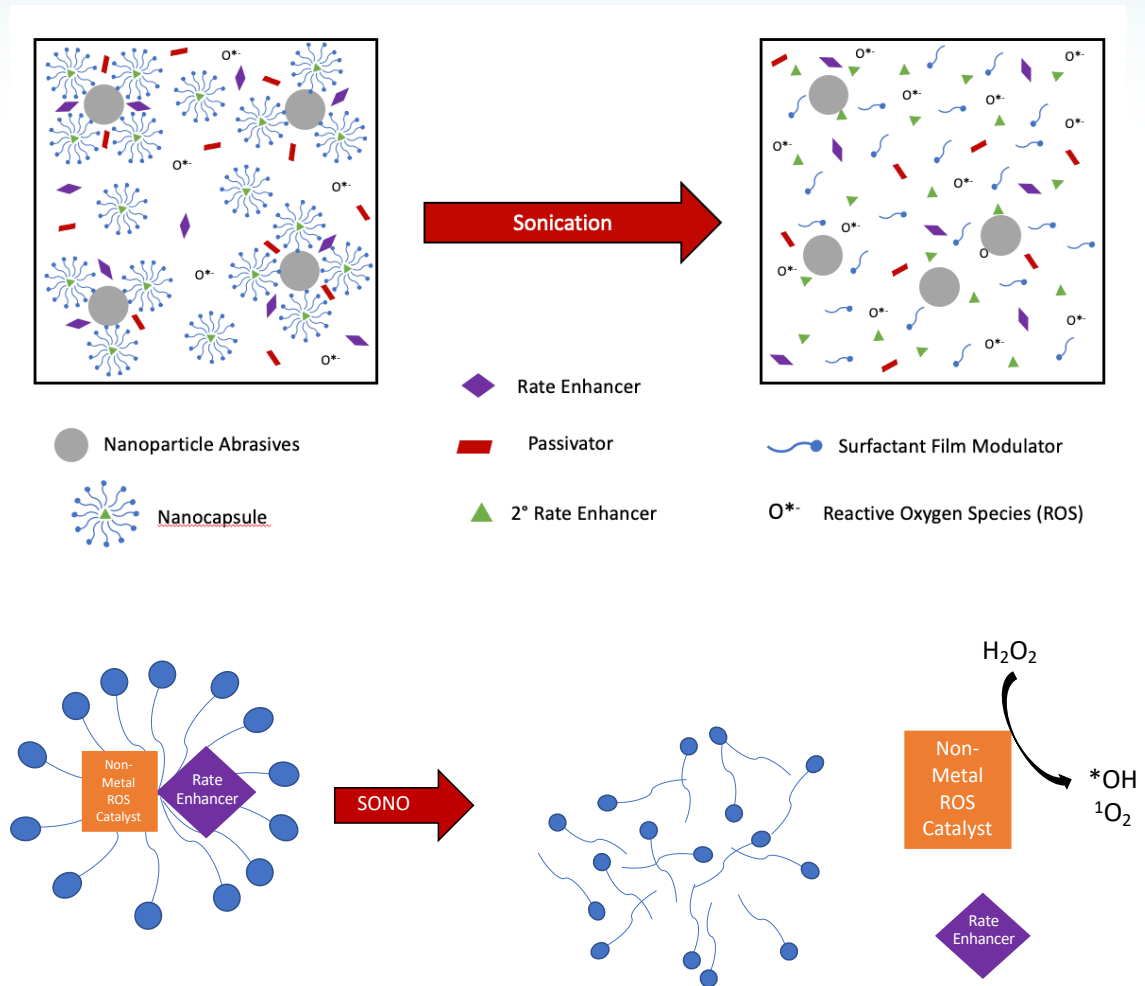 O*-
O*-
O*-
O*-
O*-
Sonication
O*-
O*-
O*-
O*-
O*-
O*-
O*-
O*-
O*-
O
O*-
O*-
O*-
Rate Enhancer
Nanoparticle Abrasives
Passivator
Surfactant Film Modulator
Nanocapsule
2° Rate Enhancer
O*- Reactive Oxygen Species (ROS)
Non-
Metal
ROS
Catalyst
Rate
Enhancer
SONO
H₂O₂
Non-
Metal
ROS
Catalyst
*OH
¹O₂
Rate
Enhancer